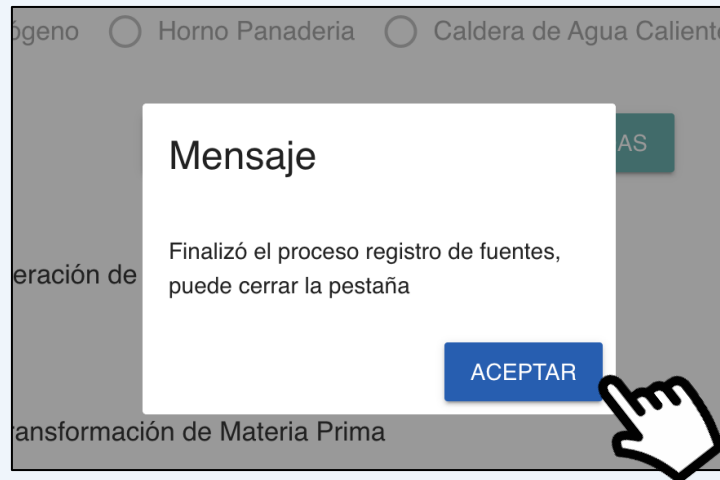 ógeno Horno Panaderia Caldera de Agua Caliente
AS
Mensaje
Finalizó el proceso registro de fuentes,
puede cerrar la pestaña
eración de
ACEPTAR
ransformación de Materia Prima